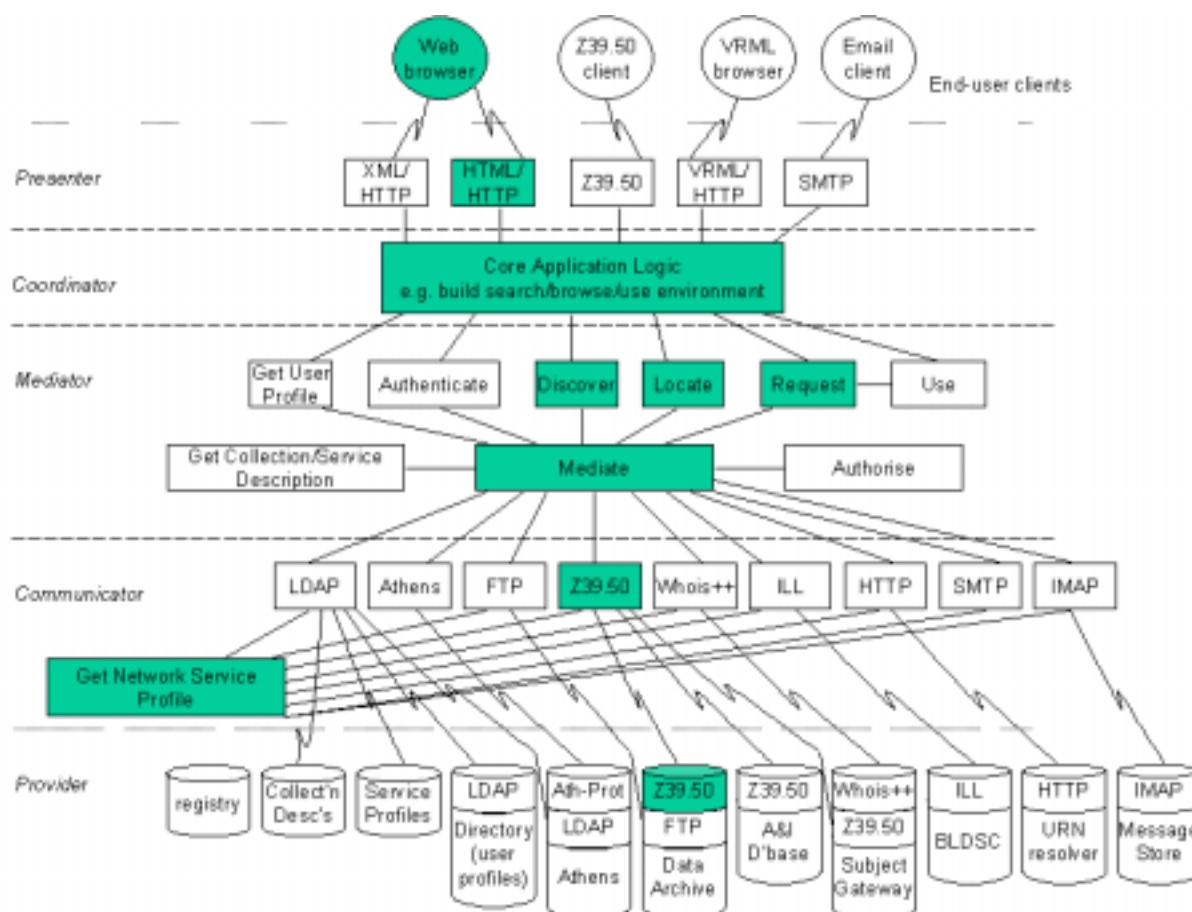 Web
browser
Z39.50
client
VRML
browser
Email
client
End-user clients
Presenter
XML/
HTTP
HTML/
HTTP
Z39.50
VRML/
HTTP
SMTP
Coordinator
Core Application Logic
e.g. build search/browse/use environment
Mediator
Get User
Profile
Authenticate
Discover
Locate
Request
Use
Get Collection/Service
Description
Mediate
Authorise
Communicator
LDAP
Athens
FTP
Z39.50
Whois++
ILL
HTTP
SMTP
IMAP
Get Network Service
Profile
Provider
registry
Collect'n
Desc's
Service
Profiles
LDAP
Directory
(user
profiles)
Ath-Prot
LDAP
Athens
Z39.50
FTP
Data
Archive
Z39.50
A&I
D'base
Whois++
Z39.50
Subject
Gateway
ILL
BLDSC
HTTP
URN
resolver
IMAP
Message
Store